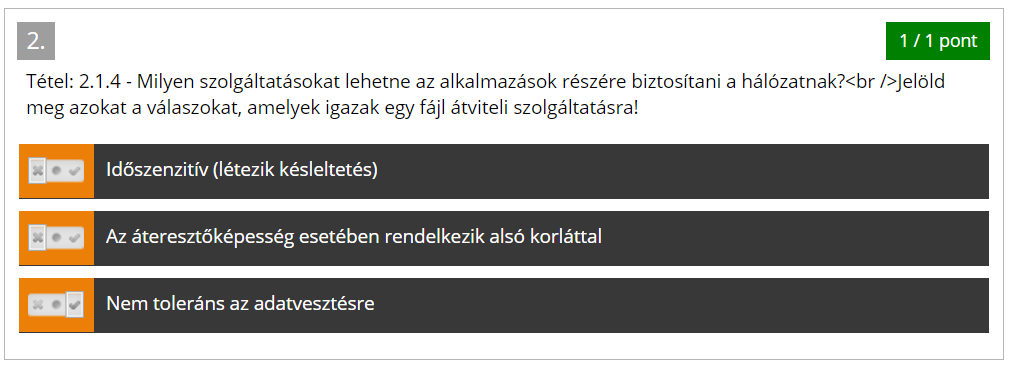 2.
1 / 1 pont
Tétel: 2.1.4 - Milyen szolgáltatásokat lehetne az alkalmazások részére biztosítani a hálózatnak?<br />Jelöld
meg azokat a válaszokat, amelyek igazak egy fájl átviteli szolgáltatásra!
Időszenzitív (létezik késleltetés)
Az áteresztőképesség esetében rendelkezik alsó korláttal
Nem toleráns az adatvesztésre